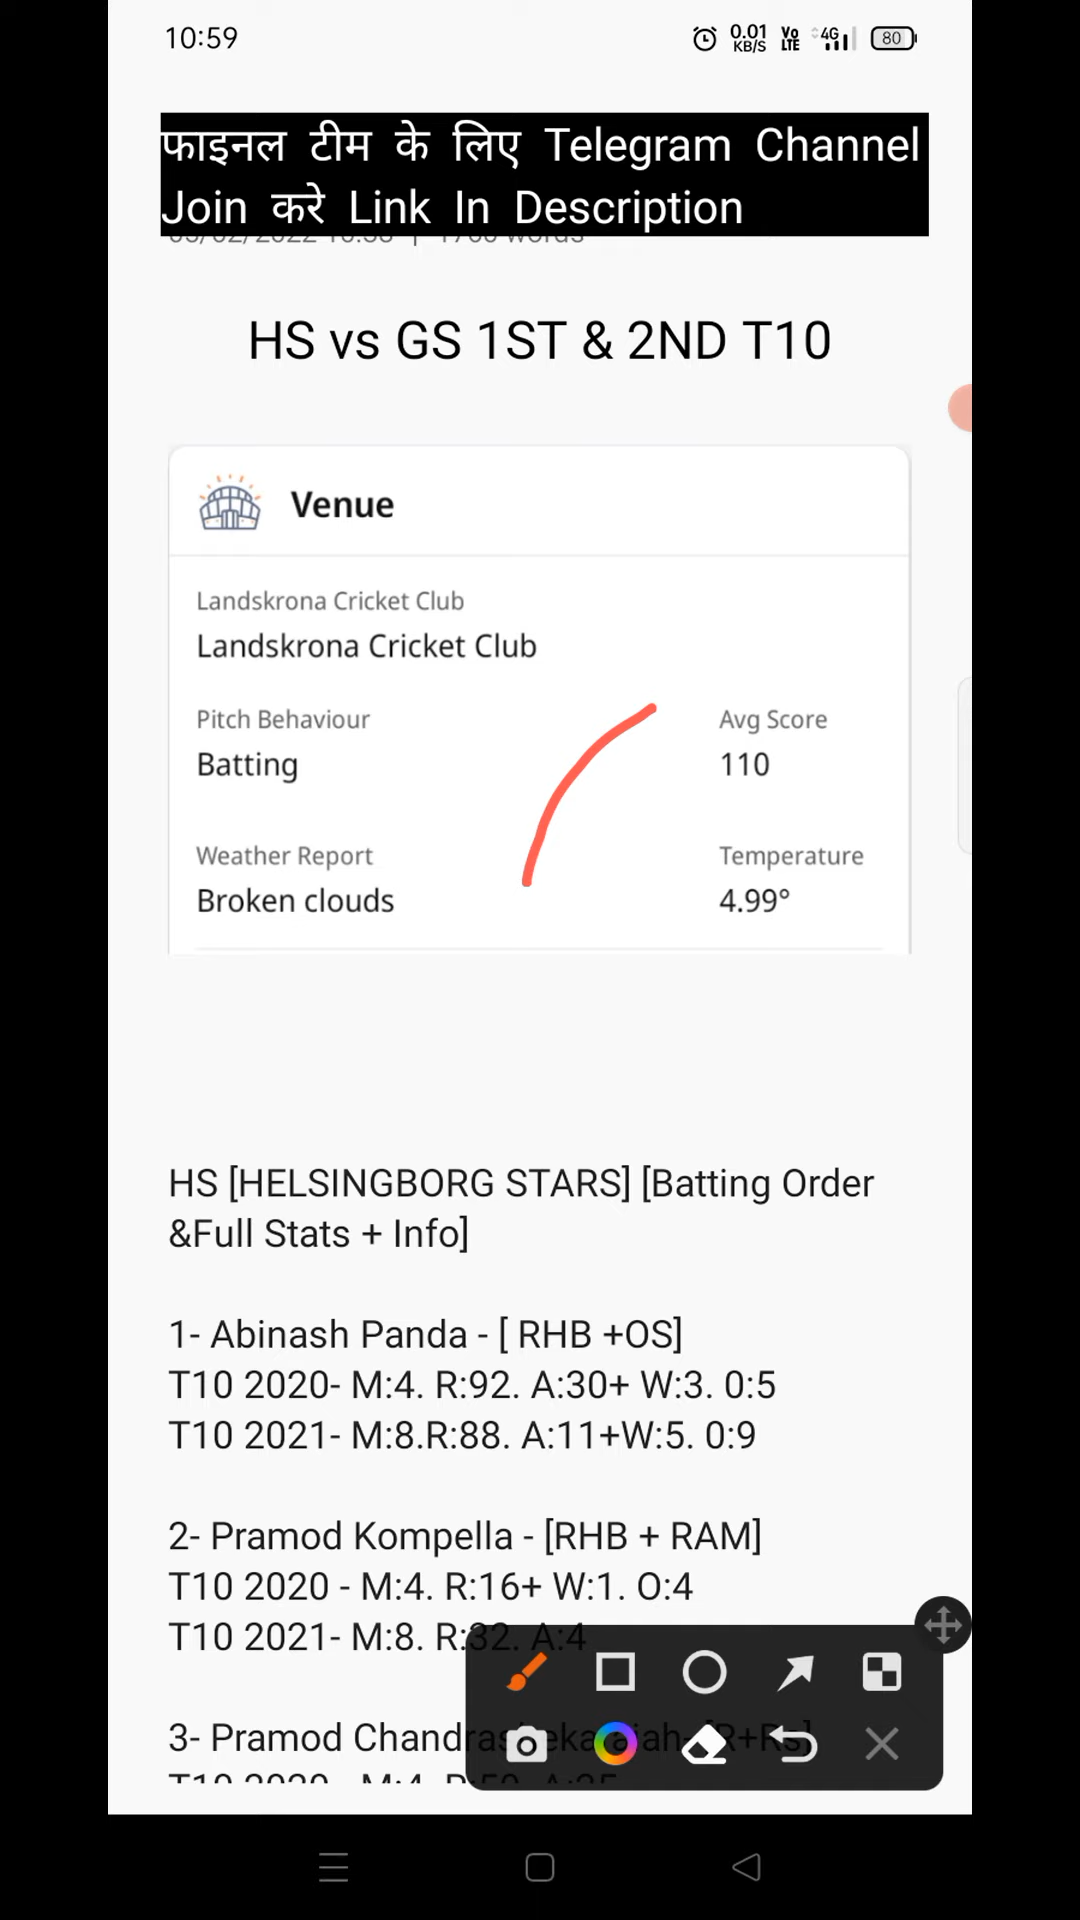 10:59
0.01 KB/S Vo LTE 4G 80
फाइनल टीम के लिए Telegram Channel
Join करे Link In Description
HS vs GS 1ST & 2ND T10
Venue
Landskrona Cricket Club
Landskrona Cricket Club
Pitch Behaviour Avg Score
Batting 110
Weather Report Temperature
Broken clouds 4.99°
HS [HELSINGBORG STARS] [Batting Order
&Full Stats + Info]
1- Abinash Panda - [ RHB +OS]
T10 2020- M:4. R:92. A:30+ W:3. 0:5
T10 2021- M:8.R:88. A:11+W:5. 0:9
2- Pramod Kompella - [RHB + RAM]
T10 2020 - M:4. R:16+ W:1. O:4
T10 2021- M:8. R:32. A:4
3- Pramod